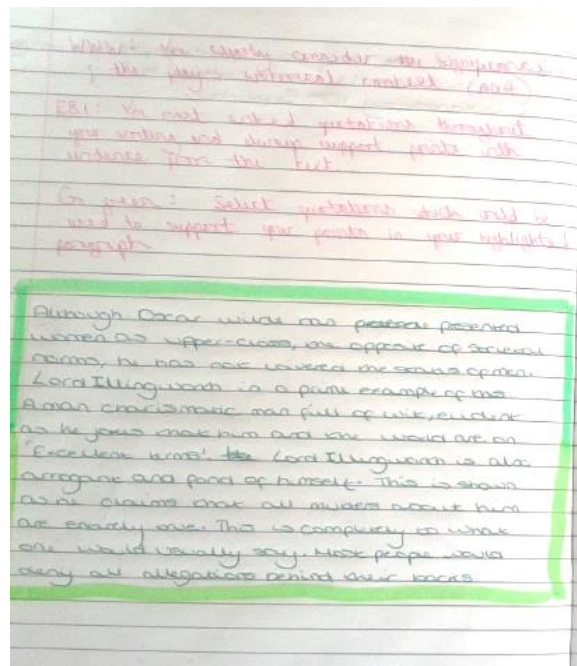 WWW: You clearly consider the significance
of the play's historical context (AO3)
EBI: You must embed quotations throughout
your writing and always support points with
evidence from the text.
Go green: Select quotations which could be
used to support your points in your highlighted
paragraph
Although Oscar wilde has presented
women as upper-class, the opposite of societal
norms, he has not lowered the status of men.
Lord Illingworth is a prime example of this
A man charismatic man full of wit, evident
as he jokes that him and the world are on
'Excellent terms'. Lord Illingworth is also
arrogant and fond of himself. This is shown
as he claims that all
about him
are entirely true. This is completely to what
one would usually say. Most people would
deny all allegations behind their backs